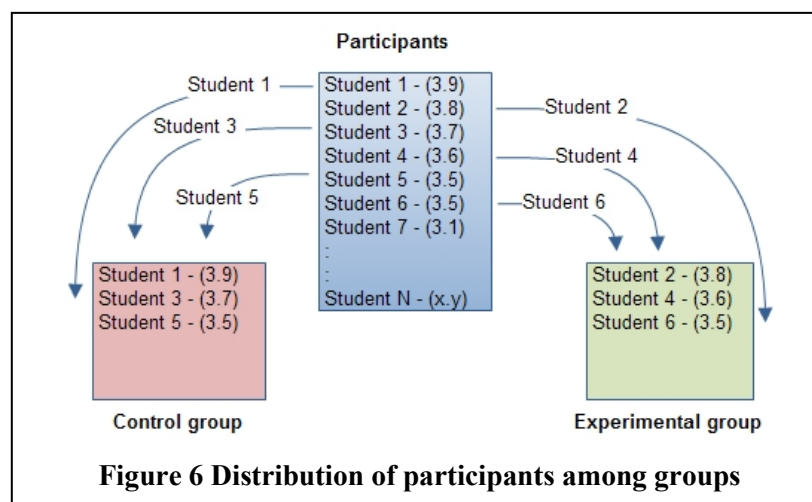 Participants
Student 1
Student 3
Student 5
Student 1 - (3.9)
Student 2 - (3.8)
Student 3 - (3.7)
Student 4 - (3.6)
Student 5 - (3.5)
Student 6 - (3.5)
Student 7 - (3.1)
:
:
Student N - (x.y)
Student 2
Student 4
Student 6
Student 1 - (3.9)
Student 3 - (3.7)
Student 5 - (3.5)
Control group
Student 2 - (3.8)
Student 4 - (3.6)
Student 6 - (3.5)
Experimental group
Figure 6 Distribution of participants among groups